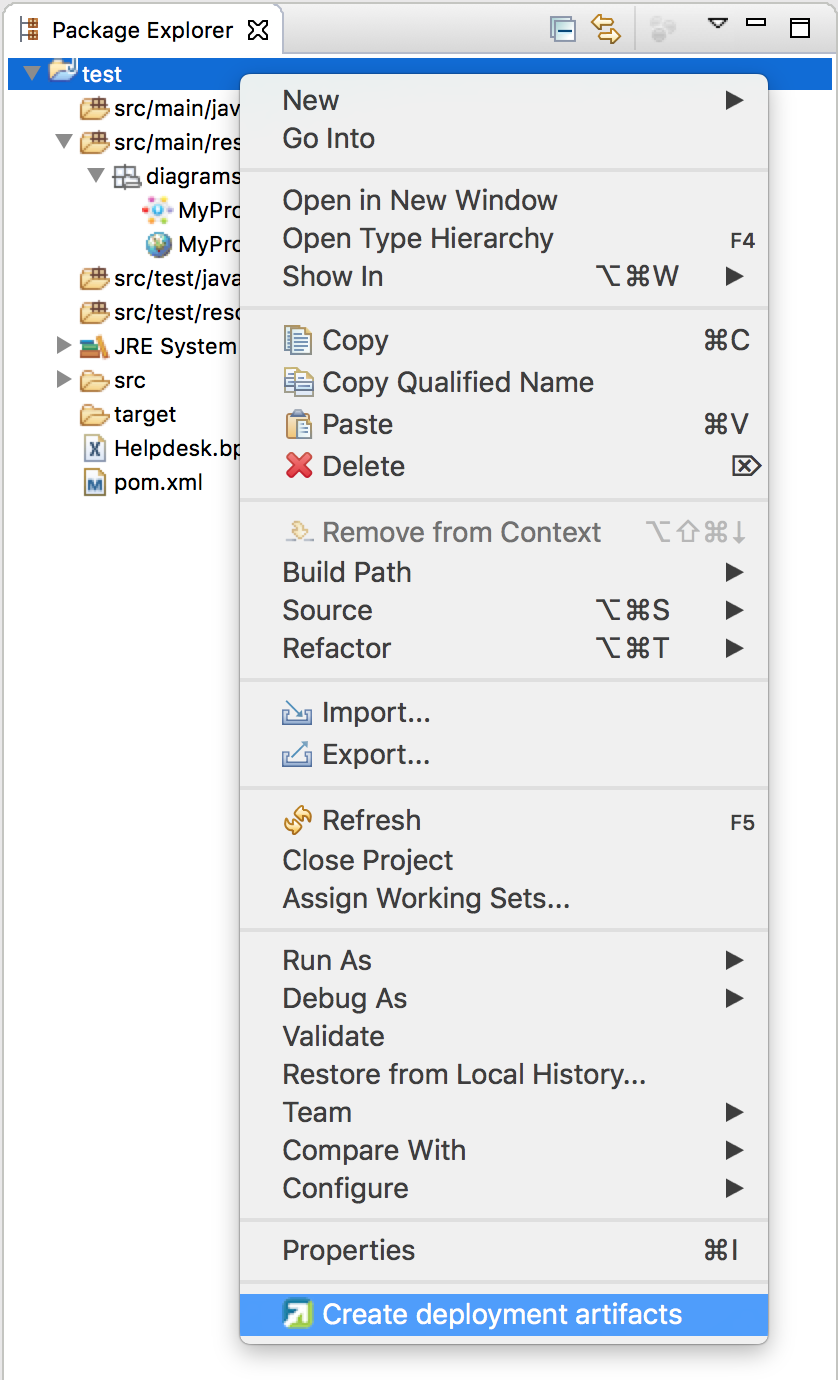 Package Explorer
test
src/main/jav
src/main/res
diagrams
MyPro
MyPro
src/test/java
src/test/reso
JRE System
src
target
Helpdesk.bp
pom.xml
New
Go Into
Open in New Window
Open Type Hierarchy F4
Show In ⌥⌘W
Copy ⌘C
Copy Qualified Name
Paste ⌘V
Delete ⌦
Remove from Context ⌥⇧⌘↓
Build Path
Source ⌥⌘S
Refactor ⌥⌘T
Import...
Export...
Refresh F5
Close Project
Assign Working Sets...
Run As
Debug As
Validate
Restore from Local History...
Team
Compare With
Configure
Properties ⌘I
Create deployment artifacts